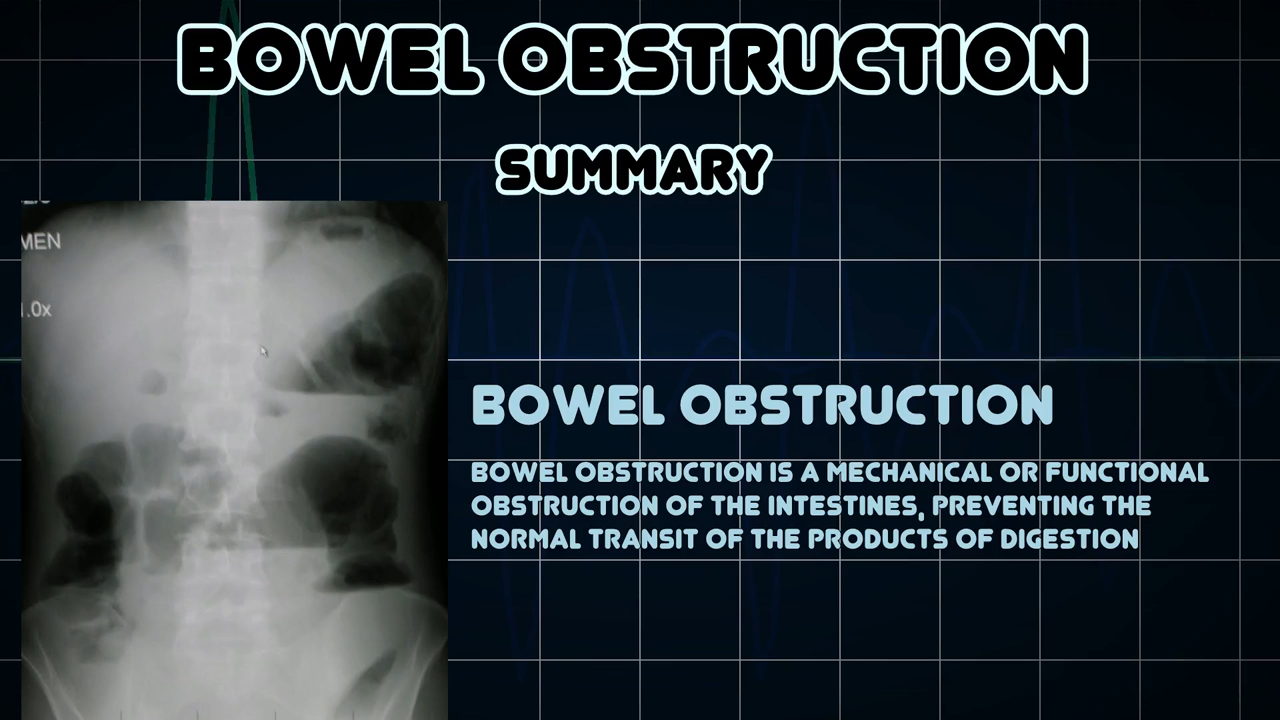 BOWEL OBSTRUCTION
SUMMARY
MEN
1.0x
BOWEL OBSTRUCTION
BOWEL OBSTRUCTION IS A MECHANICAL OR FUNCTIONAL
OBSTRUCTION OF THE INTESTINES, PREVENTING THE
NORMAL TRANSIT OF THE PRODUCTS OF DIGESTION